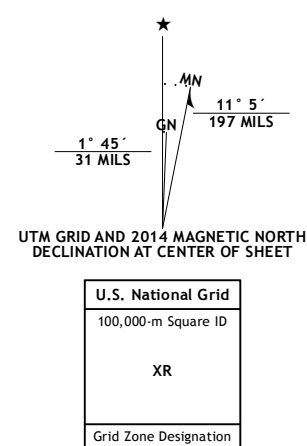 ★
MN
GN
11° 5´
197 MILS
1° 45´
31 MILS
UTM GRID AND 2014 MAGNETIC NORTH
DECLINATION AT CENTER OF SHEET
U.S. National Grid
100,000-m Square ID
XR
Grid Zone Designation